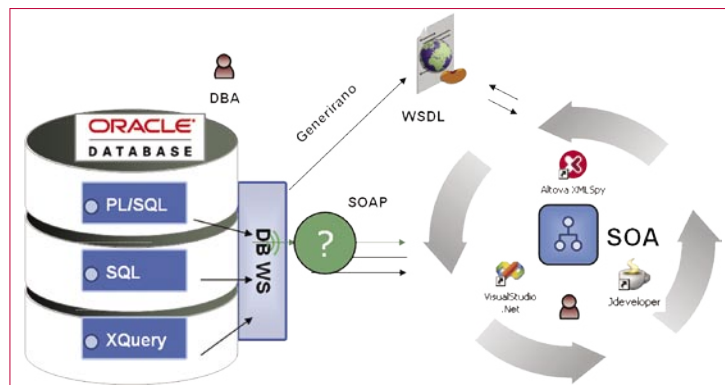 DBA
ORACLE
DATABASE
PL/SQL
SQL
XQuery
DB WS
Generirano
WSDL
SOAP
?
Altova XMLSpy
SOA
VisualStudio
.Net
Jdeveloper